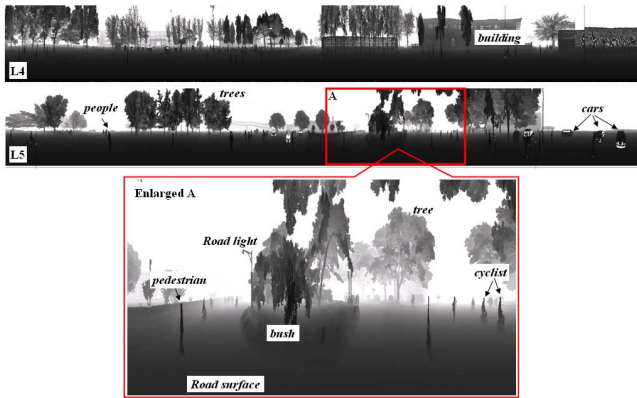 building
L4
trees
people
A
cars
L5
Enlarged A
tree
Road light
pedestrian
cyclist
bush
Road surface